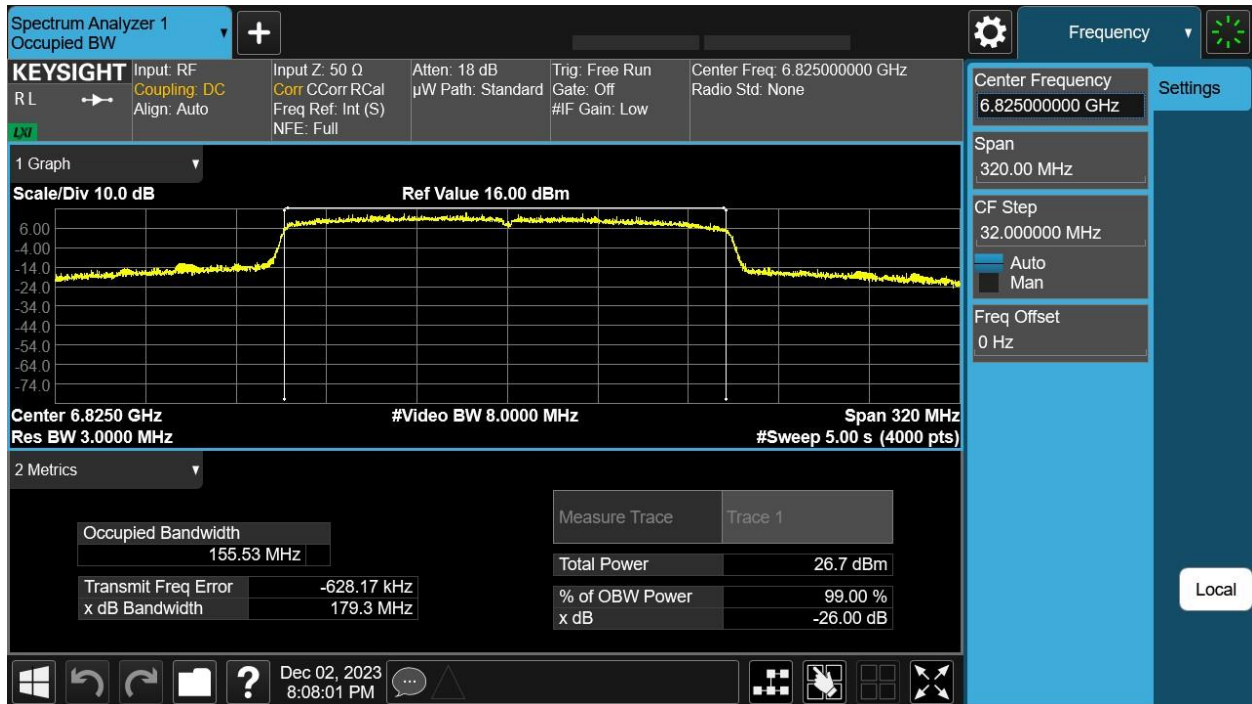 Spectrum Analyzer 1
Occupied BW
+
Frequency
KEYSIGHT
R L
LXI
Input: RF
Coupling: DC
Align: Auto
Input Z: 50 Ω
Corr CCorr RCal
Freq Ref: Int (S)
NFE: Full
Atten: 18 dB
µW Path: Standard
Trig: Free Run
Gate: Off
#IF Gain: Low
Center Freq: 6.825000000 GHz
Radio Std: None
Center Frequency
6.825000000 GHz
Settings
Span
320.00 MHz
CF Step
32.000000 MHz
Auto
Man
Freq Offset
0 Hz
Local
1 Graph
Scale/Div 10.0 dB
Ref Value 16.00 dBm
6.00
-4.00
-14.0
-24.0
-34.0
-44.0
-54.0
-64.0
-74.0
Center 6.8250 GHz
#Video BW 8.0000 MHz
Span 320 MHz
Res BW 3.0000 MHz
#Sweep 5.00 s (4000 pts)
2 Metrics
Measure Trace Trace 1
Occupied Bandwidth
155.53 MHz
Total Power 26.7 dBm
Transmit Freq Error -628.17 kHz
% of OBW Power 99.00 %
x dB Bandwidth 179.3 MHz
x dB -26.00 dB
?
Dec 02, 2023
8:08:01 PM